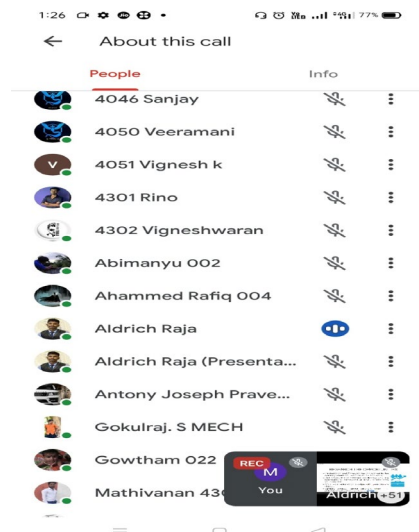 1:26
77%
About this call
People
Info
4046 Sanjay
4050 Veeramani
V
4051 Vignesh k
4301 Rino
4302 Vigneshwaran
Abimanyu 002
Ahammed Rafiq 004
Aldrich Raja
Aldrich Raja (Presenta...
Antony Joseph Prave...
Gokulraj. S MECH
Gowtham 022
REC
M
You
Mathivanan 430
Aldrich
+51